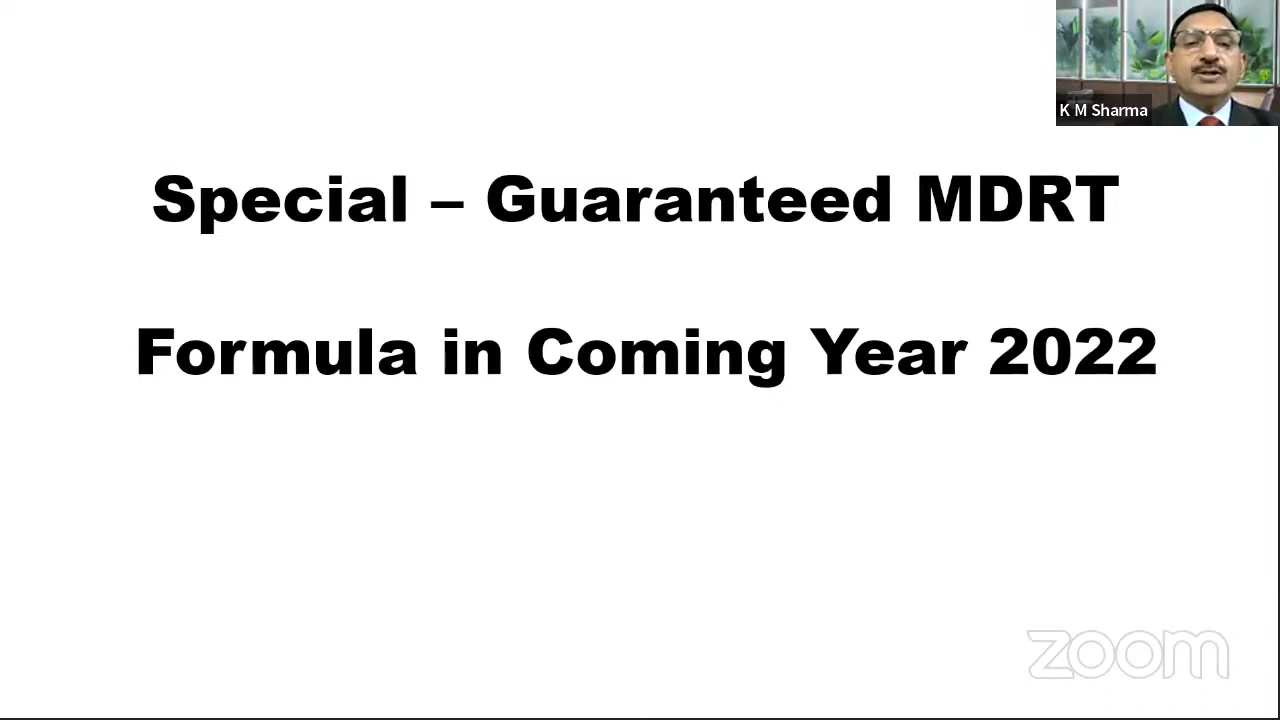 K M Sharma
Special – Guaranteed MDRT
Formula in Coming Year 2022
zoom